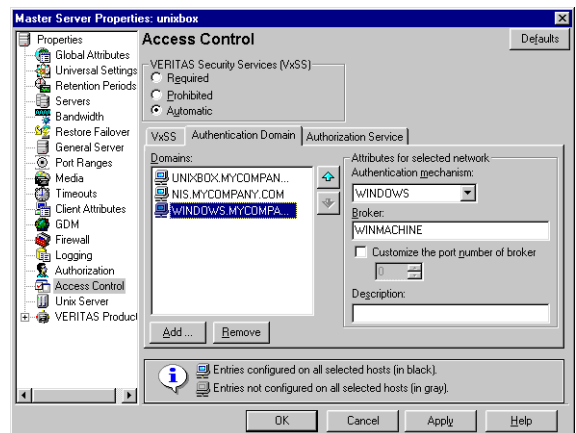 Master Server Properties: unixbox
Properties
Global Attributes
Universal Settings
Retention Periods
Servers
Bandwidth
Restore Failover
General Server
Port Ranges
Media
Timeouts
Client Attributes
GDM
Firewall
Logging
Authorization
Access Control
Unix Server
VERITAS Product
Access Control
Defaults
VERITAS Security Services (VxSS)
Required
Prohibited
Automatic
VxSS Authentication Domain Authorization Service
Domains:
UNIXBOX.MYCOMPAN...
NIS.MYCOMPANY.COM
WINDOWS.MYCOMPA...
Add ... Remove
Attributes for selected network
Authentication mechanism:
WINDOWS
Broker:
WINMACHINE
Customize the port number of broker
0
Description:
Entries configured on all selected hosts (in black).
Entries not configured on all selected hosts (in gray).
OK Cancel Apply Help